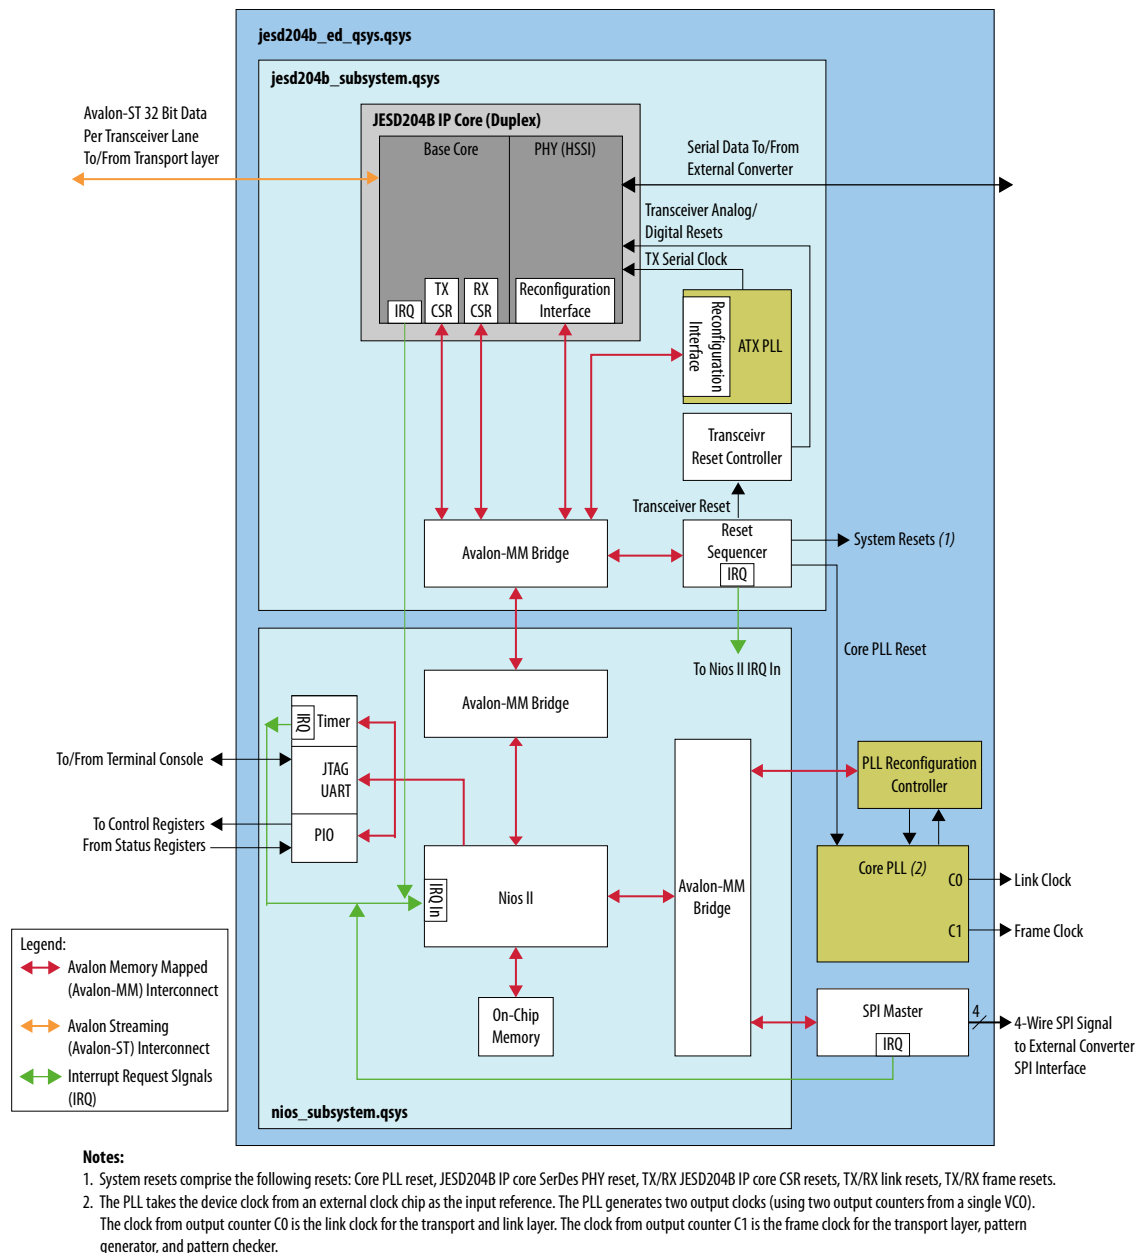 jesd204b_ed_qsys.qsys
jesd204b_subsystem.qsys
Avalon-ST 32 Bit Data
Per Transceiver Lane
To/From Transport layer
JESD204B IP Core (Duplex)
Base Core
PHY (HSSI)
Serial Data To/From
External Converter
Transceiver Analog/
Digital Resets
TX Serial Clock
IRQ
TX
CSR
RX
CSR
Reconfiguration
Interface
Reconfiguration
Interface
ATX PLL
Transceivr
Reset Controller
Transceiver Reset
Avalon-MM Bridge
Reset
Sequencer
IRQ
System Resets (1)
Core PLL Reset
To Nios II IRQ In
Avalon-MM Bridge
IRQ
Timer
To/From Terminal Console
JTAG
UART
To Control Registers
From Status Registers
PIO
PLL Reconfiguration
Controller
Core PLL (2)
C0
Link Clock
C1
Frame Clock
IRQ In
Nios II
Avalon-MM
Bridge
On-Chip
Memory
SPI Master
IRQ
4
4-Wire SPI Signal
to External Converter
SPI Interface
Legend:
Avalon Memory Mapped
(Avalon-MM) Interconnect
Avalon Streaming
(Avalon-ST) Interconnect
Interrupt Request SIgnals
(IRQ)
nios_subsystem.qsys
Notes:
1. System resets comprise the following resets: Core PLL reset, JESD204B IP core SerDes PHY reset, TX/RX JESD204B IP core CSR resets, TX/RX link resets, TX/RX frame resets.
2. The PLL takes the device clock from an external clock chip as the input reference. The PLL generates two output clocks (using two output counters from a single VCO).
The clock from output counter C0 is the link clock for the transport and link layer. The clock from output counter C1 is the frame clock for the transport layer, pattern
generator, and pattern checker.